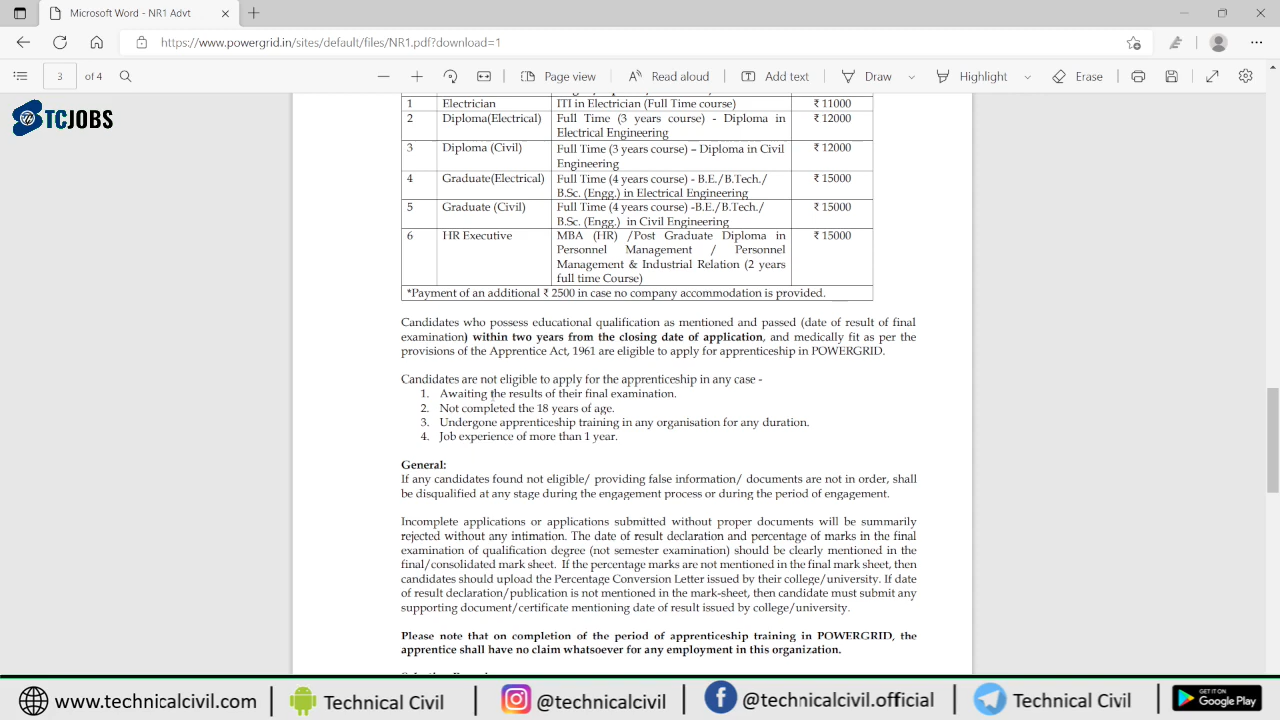 Microsoft Word - NR1 Advt
https://www.powergrid.in/sites/default/files/NR1.pdf?download=1
3 of 4
Page view
Read aloud
Add text
Draw
Highlight
Erase
TCJOBS
1 Electrician ITI in Electrician (Full Time course) ₹ 11000
2 Diploma(Electrical) Full Time (3 years course) - Diploma in ₹ 12000
Electrical Engineering
3 Diploma (Civil) Full Time (3 years course) – Diploma in Civil ₹ 12000
Engineering
4 Graduate(Electrical) Full Time (4 years course) - B.E./B.Tech./ ₹ 15000
B.Sc. (Engg.) in Electrical Engineering
5 Graduate (Civil) Full Time (4 years course) -B.E./B.Tech./ ₹ 15000
B.Sc. (Engg.) in Civil Engineering
6 HR Executive MBA (HR) /Post Graduate Diploma in ₹ 15000
Personnel Management / Personnel
Management & Industrial Relation (2 years
full time Course)
*Payment of an additional ₹ 2500 in case no company accommodation is provided.
Candidates who possess educational qualification as mentioned and passed (date of result of final
examination) within two years from the closing date of application, and medically fit as per the
provisions of the Apprentice Act, 1961 are eligible to apply for apprenticeship in POWERGRID.
Candidates are not eligible to apply for the apprenticeship in any case -
1. Awaiting the results of their final examination.
2. Not completed the 18 years of age.
3. Undergone apprenticeship training in any organisation for any duration.
4. Job experience of more than 1 year.
General:
If any candidates found not eligible/ providing false information/ documents are not in order, shall
be disqualified at any stage during the engagement process or during the period of engagement.
Incomplete applications or applications submitted without proper documents will be summarily
rejected without any intimation. The date of result declaration and percentage of marks in the final
examination of qualification degree (not semester examination) should be clearly mentioned in the
final/consolidated mark sheet. If the percentage marks are not mentioned in the final mark sheet, then
candidates should upload the Percentage Conversion Letter issued by their college/university. If date
of result declaration/publication is not mentioned in the mark-sheet, then candidate must submit any
supporting document/certificate mentioning date of result issued by college/university.
Please note that on completion of the period of apprenticeship training in POWERGRID, the
apprentice shall have no claim whatsoever for any employment in this organization.
www.technicalcivil.com
Technical Civil
@technicalcivil
@technicalcivil.official
Technical Civil
GET IT ON
Google Play